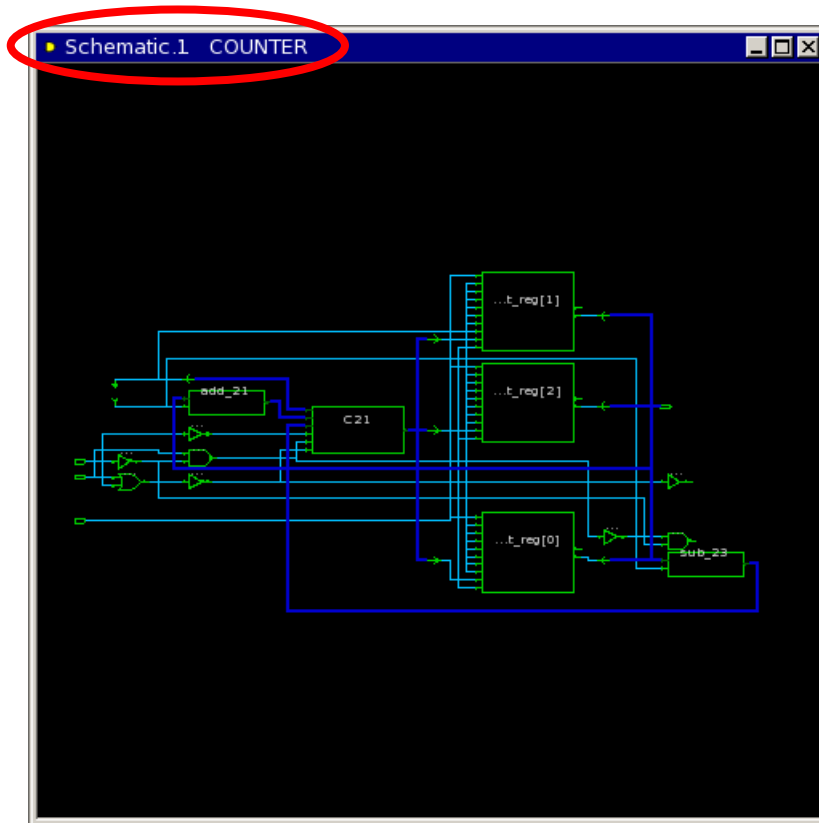 Schematic.1 COUNTER
...t_reg[1]
add_21
...t_reg[2]
C21
...t_reg[0]
sub_23